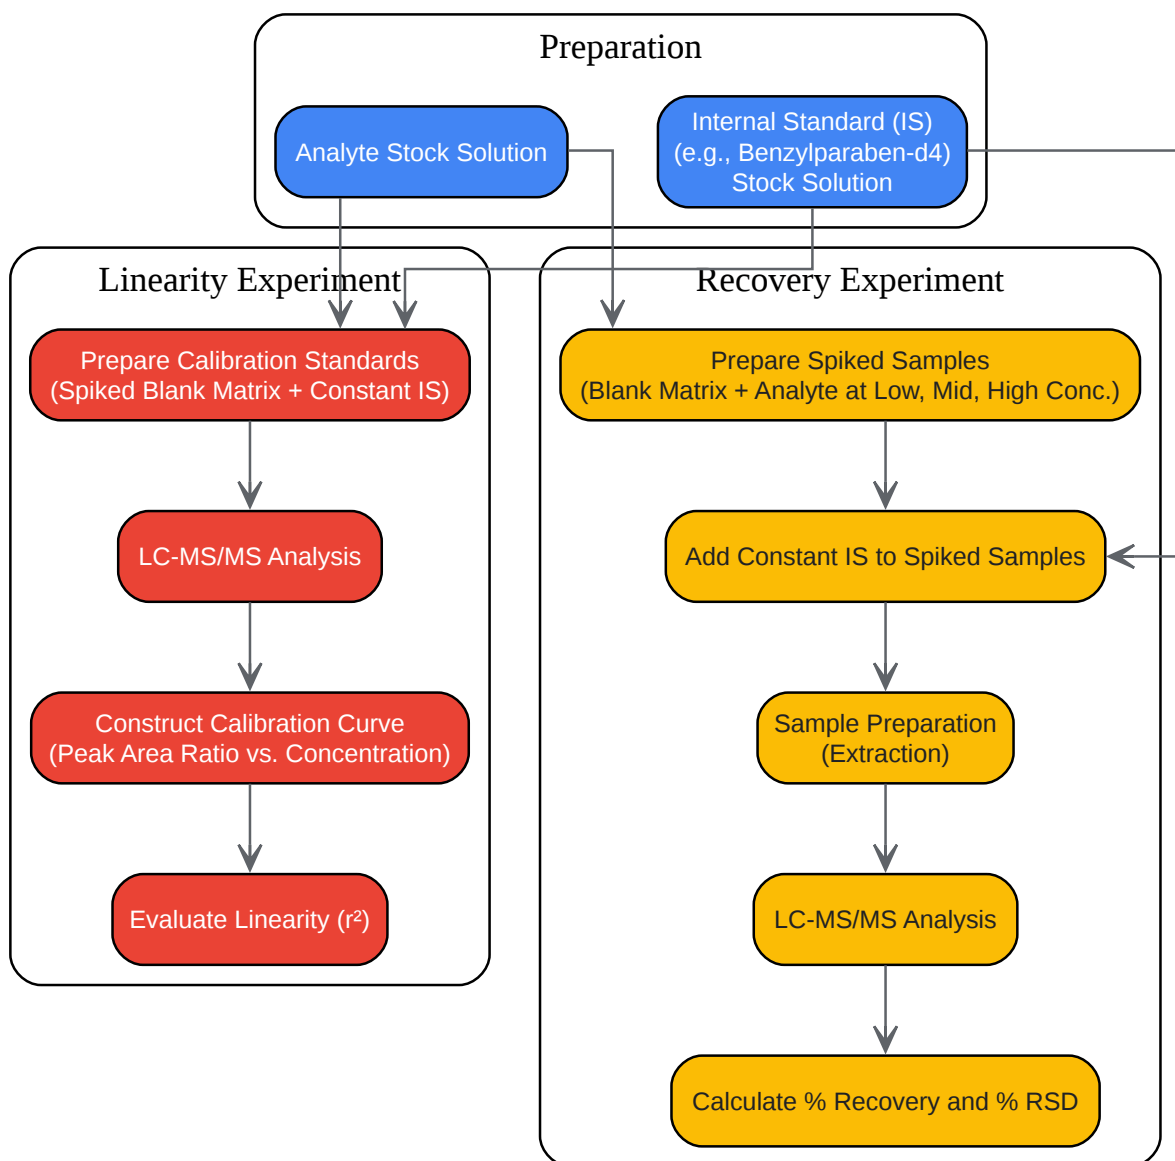 Preparation
Analyte Stock Solution
Internal Standard (IS)
(e.g., Benzylparaben-d4)
Stock Solution
Linearity Experiment
Prepare Calibration Standards
(Spiked Blank Matrix + Constant IS)
LC-MS/MS Analysis
Construct Calibration Curve
(Peak Area Ratio vs. Concentration)
Evaluate Linearity (r²)
Recovery Experiment
Prepare Spiked Samples
(Blank Matrix + Analyte at Low, Mid, High Conc.)
Add Constant IS to Spiked Samples
Sample Preparation
(Extraction)
LC-MS/MS Analysis
Calculate % Recovery and % RSD